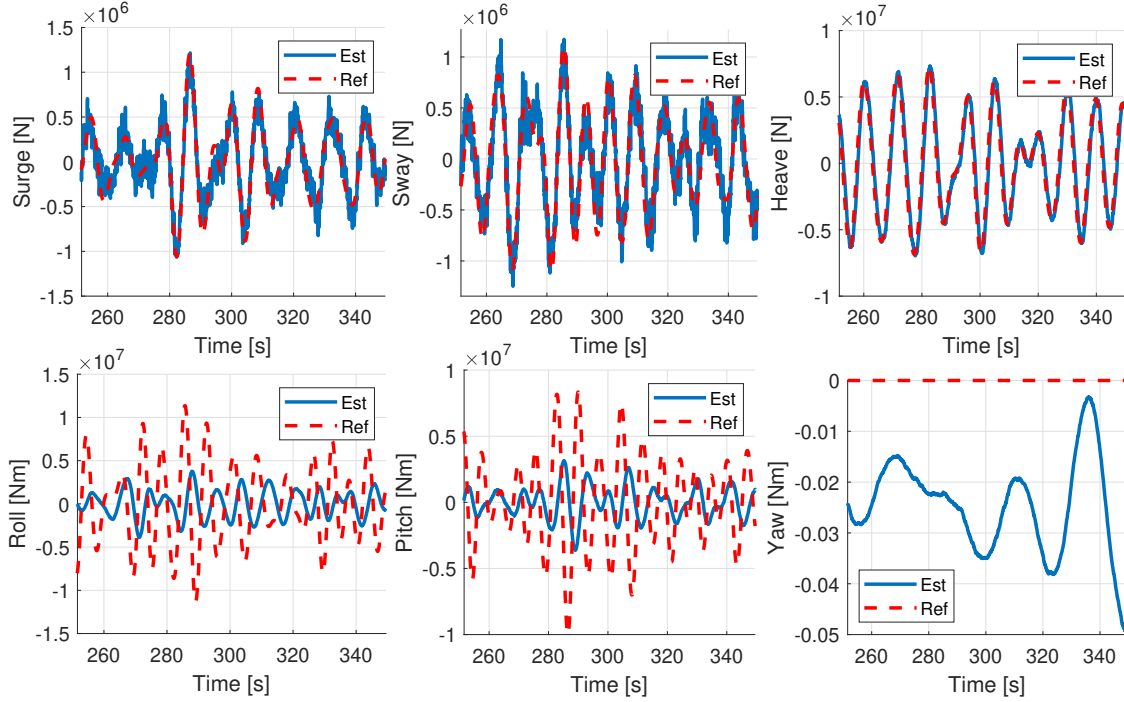 ×10⁶
1.5
1
0.5
0
-0.5
-1
-1.5
Surge [N]
Est
Ref
260 280 300 320 340
Time [s]
×10⁶
1
0.5
0
-0.5
-1
Sway [N]
Est
Ref
260 280 300 320 340
Time [s]
×10⁷
1
0.5
0
-0.5
-1
Heave [N]
Est
Ref
260 280 300 320 340
Time [s]
×10⁷
1.5
1
0.5
0
-0.5
-1
-1.5
Roll [Nm]
Est
Ref
260 280 300 320 340
Time [s]
×10⁷
1
0.5
0
-0.5
-1
Pitch [Nm]
Est
Ref
260 280 300 320 340
Time [s]
0
-0.01
-0.02
-0.03
-0.04
-0.05
Yaw [Nm]
Est
Ref
260 280 300 320 340
Time [s]